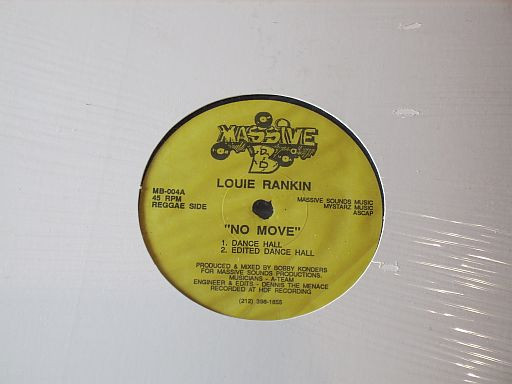 MASSIVE
B
LOUIE RANKIN
MB-004A
45 RPM
REGGAE SIDE
MASSIVE SOUNDS MUSIC
MYSTARZ MUSIC
ASCAP
"NO MOVE"
1. DANCE HALL
2. EDITED DANCE HALL
PRODUCED & MIXED BY BOBBY KONDERS
FOR MASSIVE SOUNDS PRODUCTIONS.
MUSICIANS - A-TEAM
ENGINEER & EDITS - DENNIS THE MENACE
RECORDED AT HDF RECORDING
(212) 398-1855